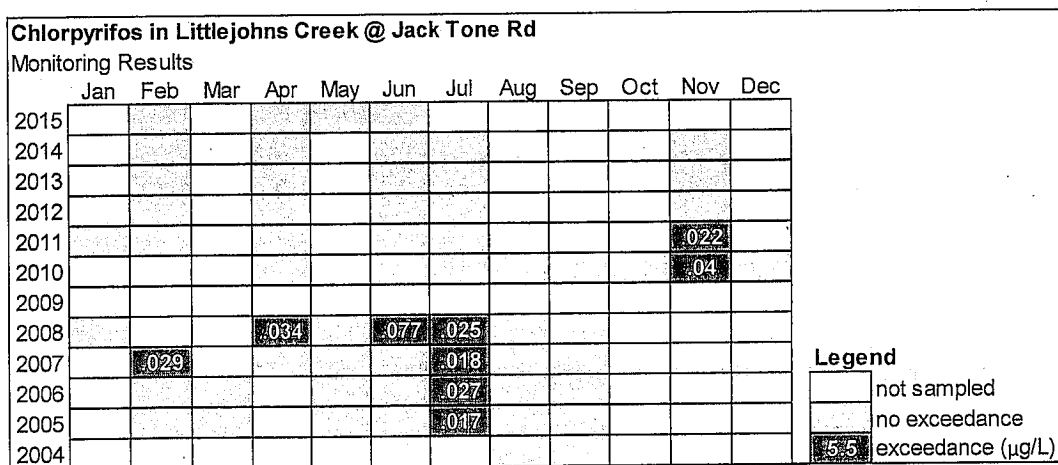 Chlorpyrifos in Littlejohns Creek @ Jack Tone Rd
Monitoring Results
Jan Feb Mar Apr May Jun Jul Aug Sep Oct Nov Dec
2015
2014
2013
2012
2011 .022
2010 .04
2009
2008 .034 .077 .025
2007 .029 .018
2006 .027
2005 .017
2004
Legend
not sampled
no exceedance
5.5 exceedance (µg/L)